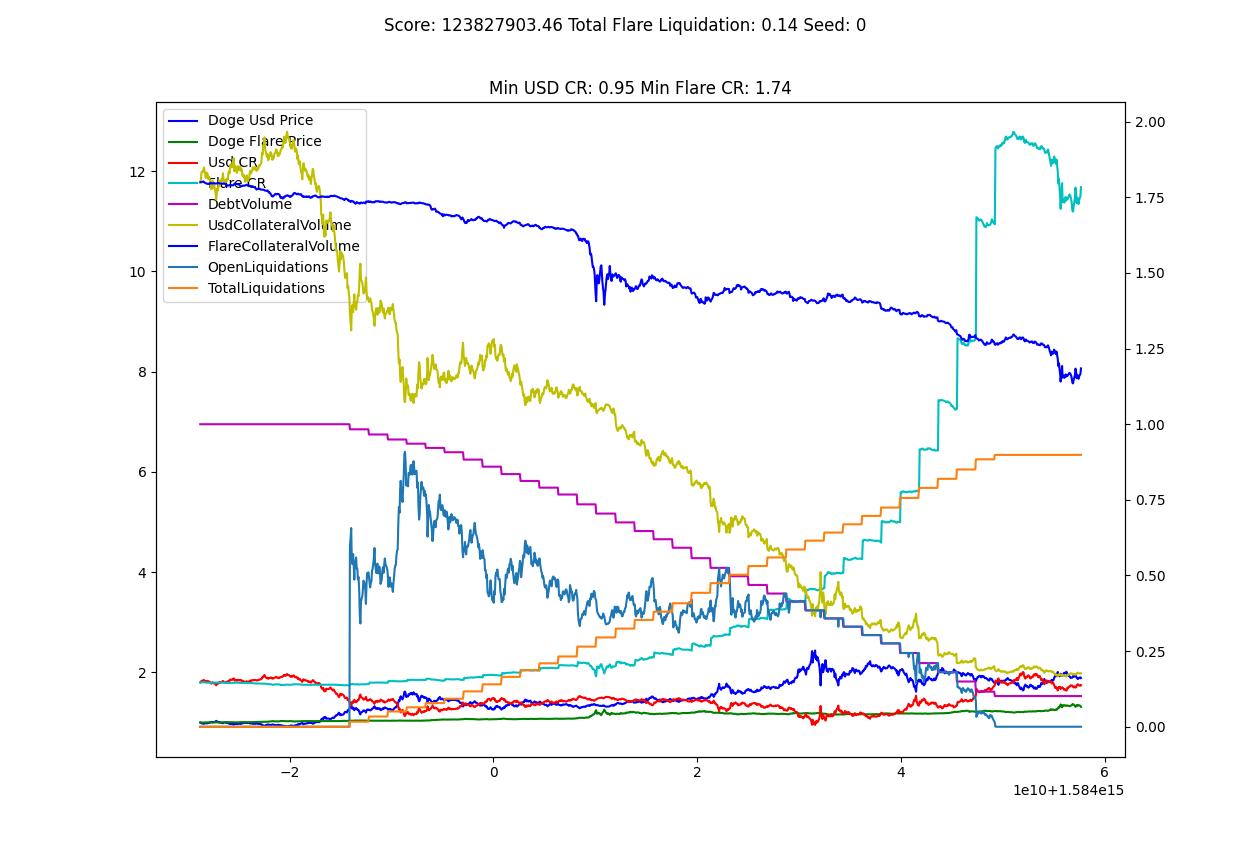 Score: 123827903.46 Total Flare Liquidation: 0.14 Seed: 0
Min USD CR: 0.95 Min Flare CR: 1.74
Doge Usd Price
Doge Flare Price
Usd CR
Flare CR
DebtVolume
UsdCollateralVolume
FlareCollateralVolume
OpenLiquidations
TotalLiquidations
12
10
8
6
4
2
2.00
1.75
1.50
1.25
1.00
0.75
0.50
0.25
0.00
−2
0
2
4
6
1e10+1.584e15